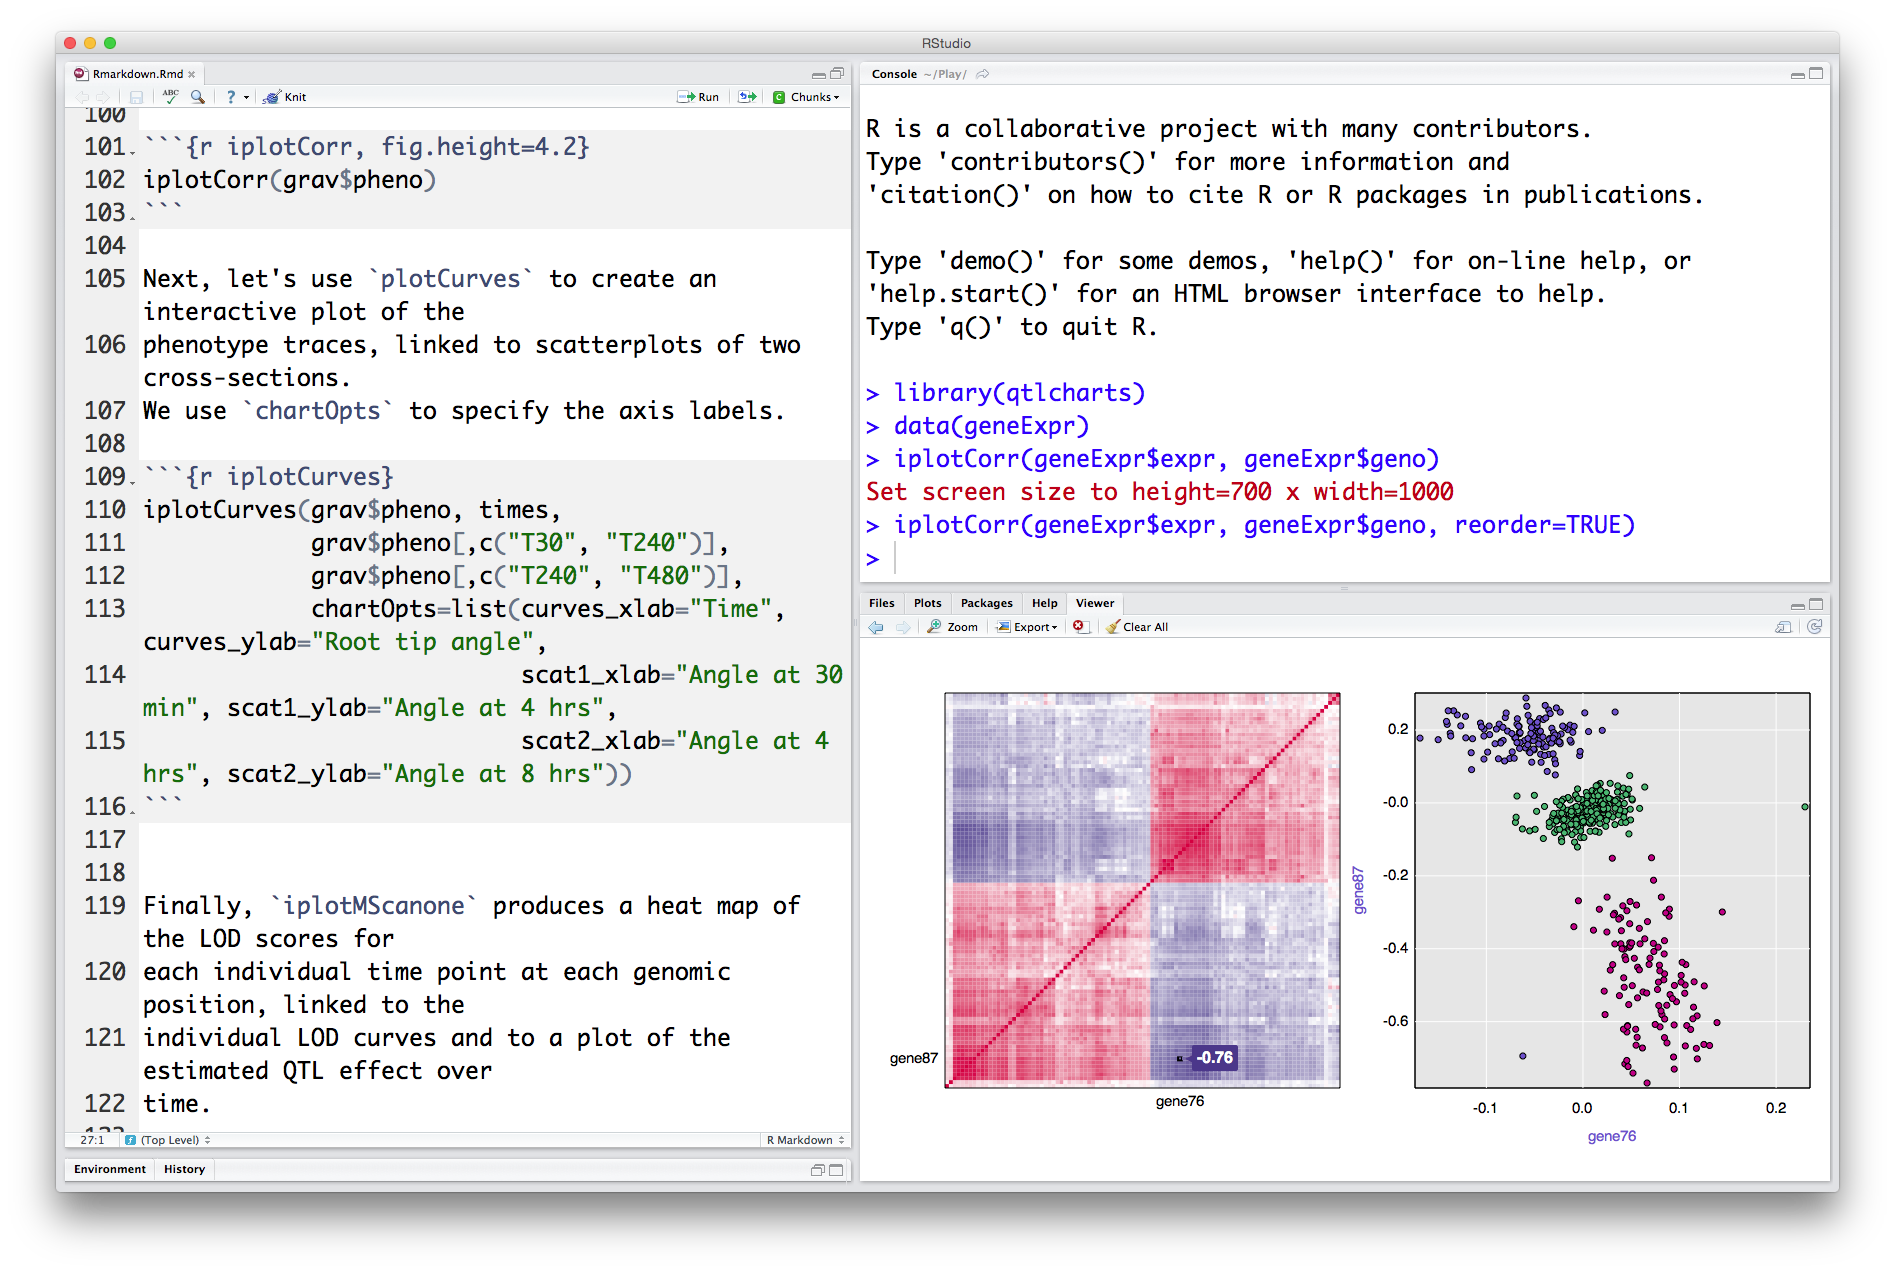 RStudio
Rmarkdown.Rmd
ABC
? Knit
Run
Chunks
100
101 ```{r iplotCorr, fig.height=4.2}
102 iplotCorr(grav$pheno)
103 ```
104
105 Next, let's use `plotCurves` to create an
interactive plot of the
106 phenotype traces, linked to scatterplots of two
cross-sections.
107 We use `chartOpts` to specify the axis labels.
108
109 ```{r iplotCurves}
110 iplotCurves(grav$pheno, times,
111 grav$pheno[,c("T30", "T240")],
112 grav$pheno[,c("T240", "T480")],
113 chartOpts=list(curves_xlab="Time",
curves_ylab="Root tip angle",
114 scat1_xlab="Angle at 30
min", scat1_ylab="Angle at 4 hrs",
115 scat2_xlab="Angle at 4
hrs", scat2_ylab="Angle at 8 hrs"))
116 ```
117
118
119 Finally, `iplotMScanone` produces a heat map of
the LOD scores for
120 each individual time point at each genomic
position, linked to the
121 individual LOD curves and to a plot of the
estimated QTL effect over
122 time.
27:1 (Top Level)
R Markdown
Environment History
Console ~/Play/
R is a collaborative project with many contributors.
Type 'contributors()' for more information and
'citation()' on how to cite R or R packages in publications.
Type 'demo()' for some demos, 'help()' for on-line help, or
'help.start()' for an HTML browser interface to help.
Type 'q()' to quit R.
> library(qtlcharts)
> data(geneExpr)
> iplotCorr(geneExpr$expr, geneExpr$geno)
Set screen size to height=700 x width=1000
> iplotCorr(geneExpr$expr, geneExpr$geno, reorder=TRUE)
>
Files Plots Packages Help Viewer
Zoom Export Clear All
gene87
-0.76
gene76
gene87
0.2
-0.0
-0.2
-0.4
-0.6
-0.1 0.0 0.1 0.2
gene76